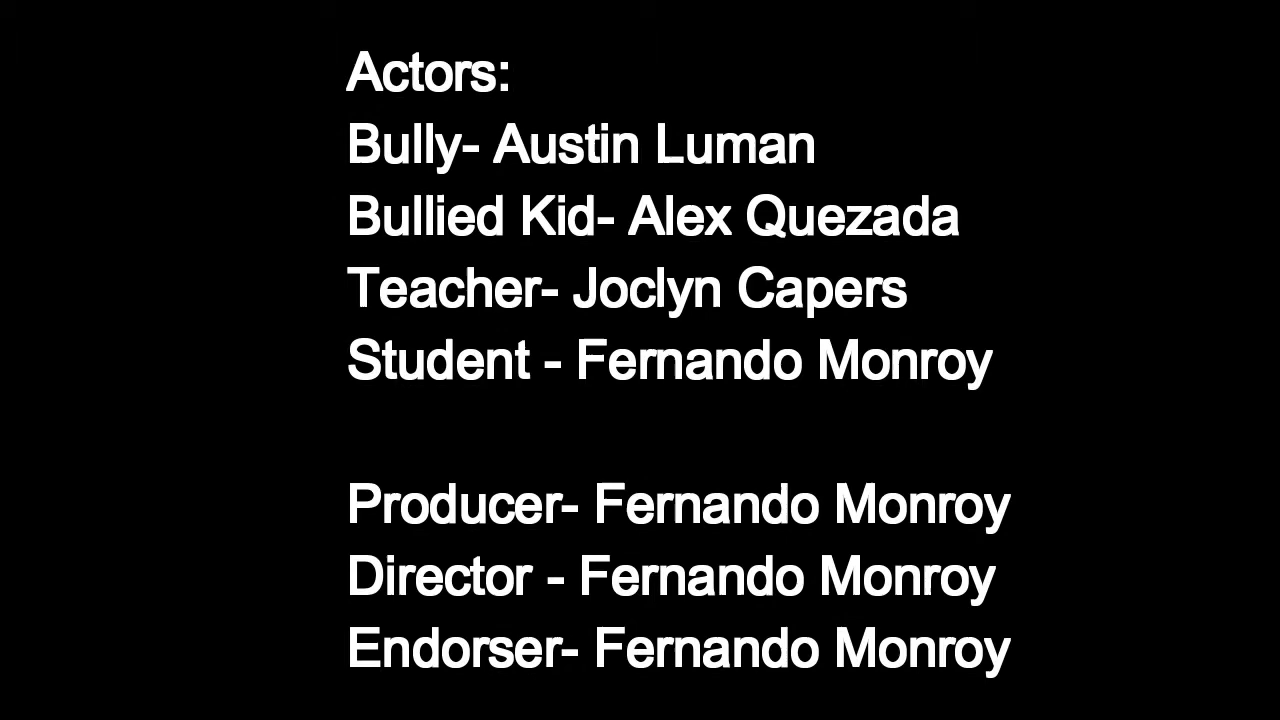 Actors:
Bully- Austin Luman
Bullied Kid- Alex Quezada
Teacher- Joclyn Capers
Student - Fernando Monroy
Producer- Fernando Monroy
Director - Fernando Monroy
Endorser- Fernando Monroy